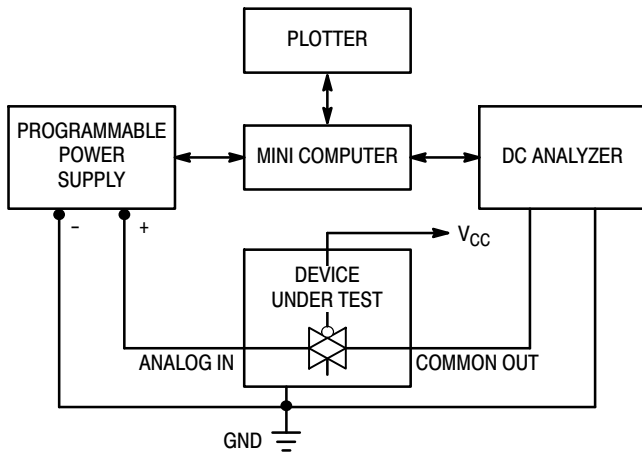 PLOTTER
PROGRAMMABLE
POWER
SUPPLY
MINI COMPUTER
DC ANALYZER
– +
VCC
DEVICE
UNDER TEST
ANALOG IN
COMMON OUT
GND